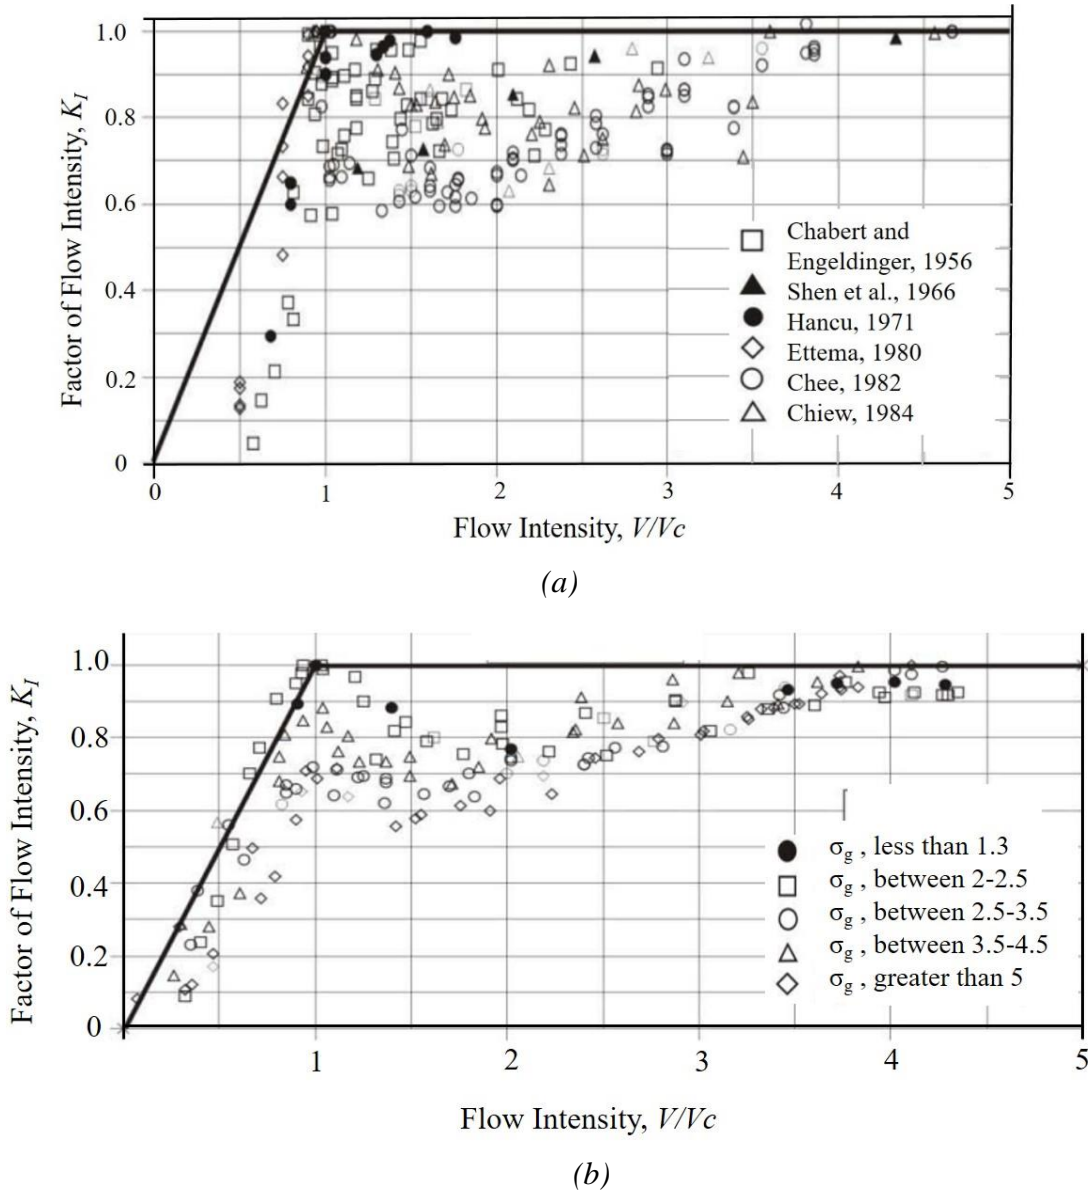 1.0
0.8
0.6
0.4
0.2
0
Factor of Flow Intensity, K_I
Chabert and
Engeldinger, 1956
Shen et al., 1966
Hancu, 1971
Ettema, 1980
Chee, 1982
Chiew, 1984
0 1 2 3 4 5
Flow Intensity, V/Vc
(a)
1.0
0.8
0.6
0.4
0.2
0
Factor of Flow Intensity, K_I
σg , less than 1.3
σg , between 2-2.5
σg , between 2.5-3.5
σg , between 3.5-4.5
σg , greater than 5
1 2 3 4 5
Flow Intensity, V/Vc
(b)